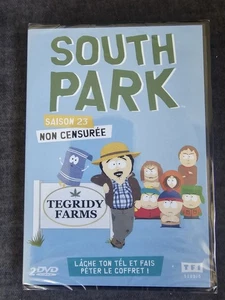 SOUTH
PARK
SAISON 23
NON CENSURÉE
TEGRIDY
FARMS
LÂCHE TON TÉL ET FAIS
PÉTER LE COFFRET !
2 DVD
TF1